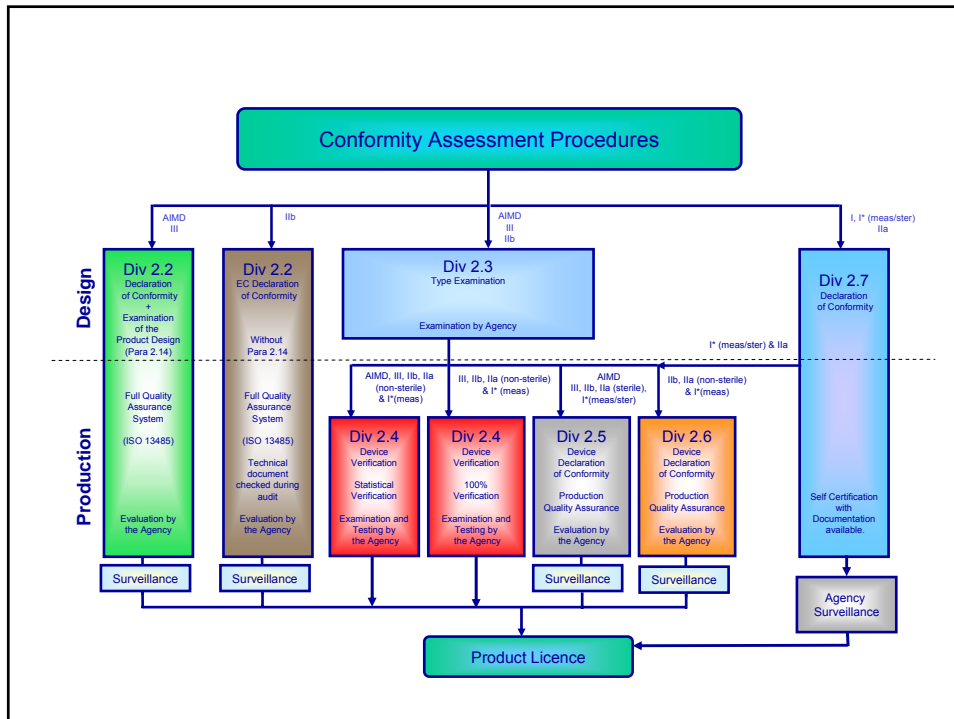 Conformity Assessment Procedures
AIMD
III
IIb
AIMD
III
IIb
I, I* (meas/ster)
IIa
Design
Div 2.2
Declaration
of Conformity
+
Examination
of the
Product Design
(Para 2.14)
Full Quality
Assurance
System
(ISO 13485)
Evaluation by
the Agency
Div 2.2
EC Declaration
of Conformity
Without
Para 2.14
Full Quality
Assurance
System
(ISO 13485)
Technical
document
checked during
audit
Evaluation by
the Agency
Div 2.3
Type Examination
Examination by Agency
Div 2.7
Declaration
of Conformity
Self Certification
with
Documentation
available.
I* (meas/ster) & IIa
Production
AIMD, III, IIb, IIa
(non-sterile)
& I*(meas)
III, IIb, IIa (non-sterile)
& I* (meas)
AIMD
III, IIb, IIa (sterile),
I*(meas/ster)
IIb, IIa (non-sterile)
& I*(meas)
Div 2.4
Device
Verification
Statistical
Verification
Examination and
Testing by
the Agency
Div 2.4
Device
Verification
100%
Verification
Examination and
Testing by
the Agency
Div 2.5
Device
Declaration
of Conformity
Production
Quality Assurance
Evaluation by
the Agency
Div 2.6
Device
Declaration
of Conformity
Production
Quality Assurance
Evaluation by
the Agency
Surveillance
Surveillance
Surveillance
Surveillance
Agency
Surveillance
Product Licence